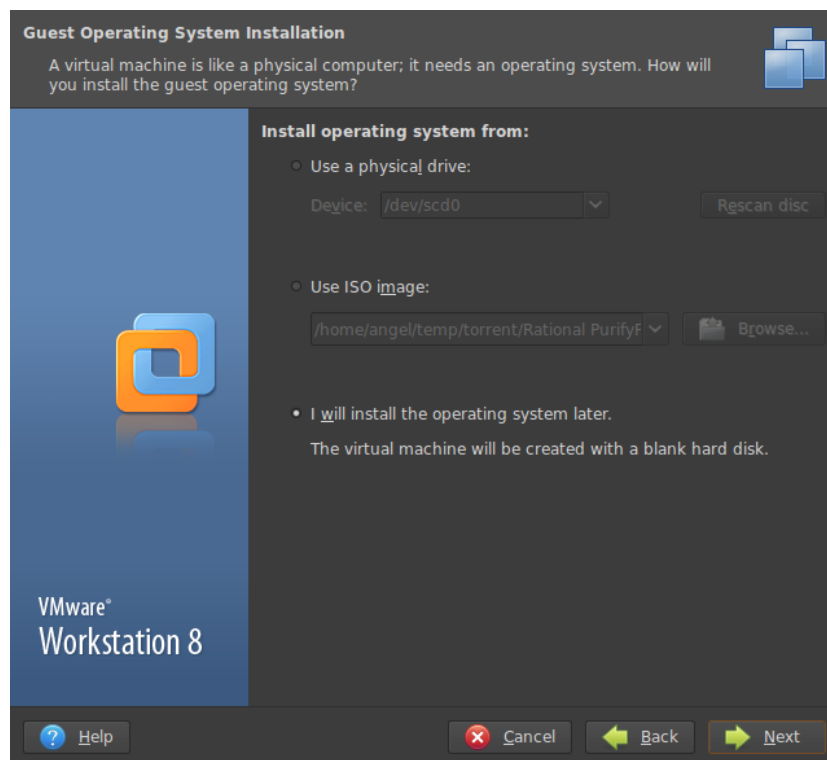 Guest Operating System Installation
A virtual machine is like a physical computer; it needs an operating system. How will
you install the guest operating system?
Install operating system from:
Use a physical drive:
Device: /dev/scd0 Rescan disc
Use ISO image:
/home/angel/temp/torrent/Rational PurifyF Browse...
I will install the operating system later.
The virtual machine will be created with a blank hard disk.
VMware®
Workstation 8
Help Cancel Back Next